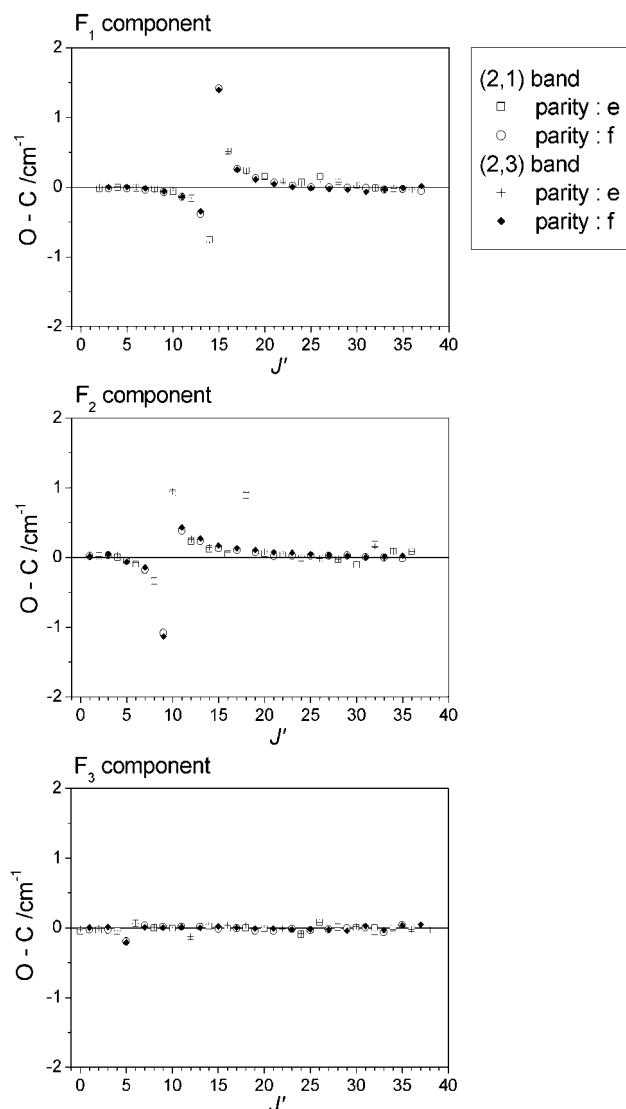 F₁ component
2
1
0
-1
-2
O - C /cm⁻¹
0 5 10 15 20 25 30 35 40
J'
(2,1) band
parity : e
parity : f
(2,3) band
parity : e
parity : f
F₂ component
2
1
0
-1
-2
O - C /cm⁻¹
0 5 10 15 20 25 30 35 40
J'
F₃ component
2
1
0
-1
-2
O - C /cm⁻¹
0 5 10 15 20 25 30 35 40
J'